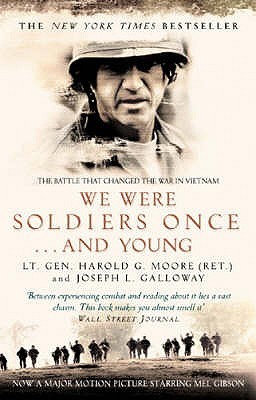 THE NEW YORK TIMES BESTSELLER
THE BATTLE THAT CHANGED THE WAR IN VIETNAM
WE WERE
SOLDIERS ONCE
...AND YOUNG
LT. GEN. HAROLD G. MOORE (RET.)
AND JOSEPH L. GALLOWAY
'Between experiencing combat and reading about it lies a vast
chasm. This book makes you almost smell it'
WALL STREET JOURNAL
NOW A MAJOR MOTION PICTURE STARRING MEL GIBSON